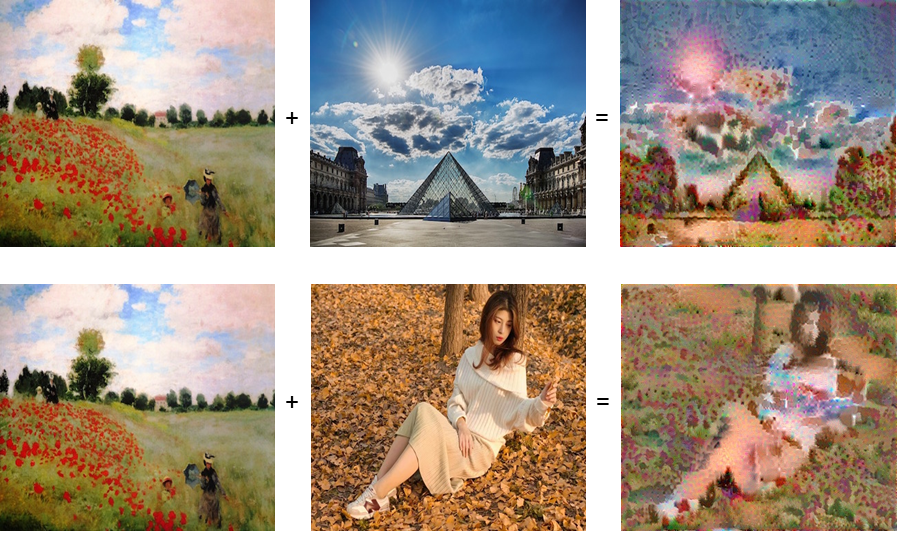 + =
+ =